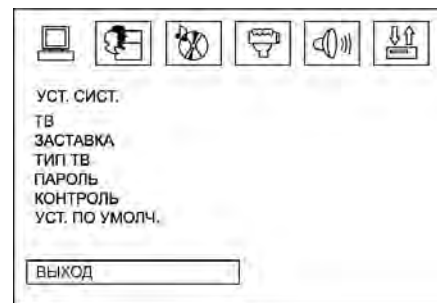 УСТ. СИСТ.
ТВ
ЗАСТАВКА
ТИП ТВ
ПАРОЛЬ
КОНТРОЛЬ
УСТ. ПО УМОЛЧ.
ВЫХОД